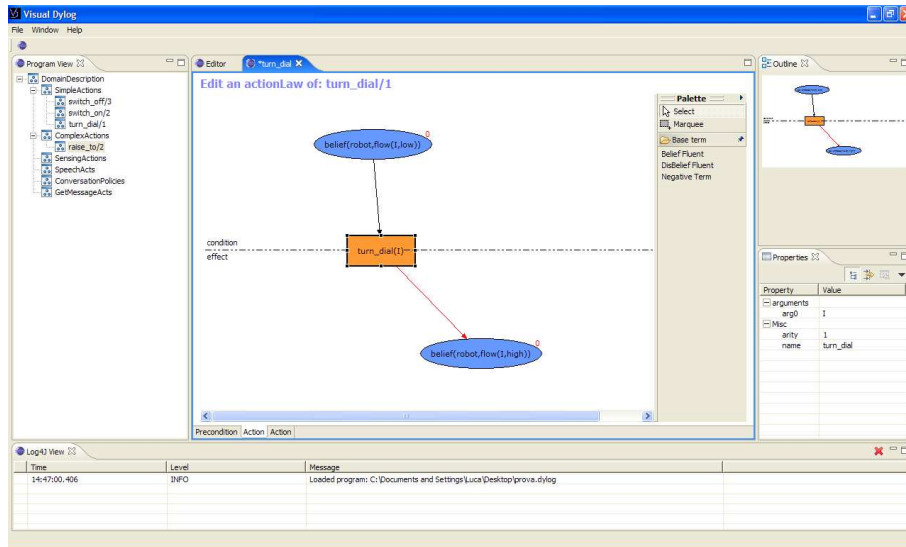 Visual Dylog
File Window Help
Program View
DomainDescription
SimpleActions
switch_off/3
switch_on/2
turn_dial/1
ComplexActions
raise_to/2
SensingActions
SpeechActs
ConversationPolicies
GetMessageActs
Editor *turn_dial
Edit an actionLaw of: turn_dial/1
0
belief(robot,flow(I,low))
condition
effect
turn_dial(I)
0
belief(robot,flow(I,high))
Palette
Select
Marquee
Base term
Belief Fluent
DisBelief Fluent
Negative Term
Precondition Action Action
Outline
Properties
Property Value
arguments
arg0 I
Misc
arity 1
name turn_dial
Log4J View
Time Level Message
14:47:00.406 INFO Loaded program: C:\Documents and Settings\Luca\Desktop\prova.dylog